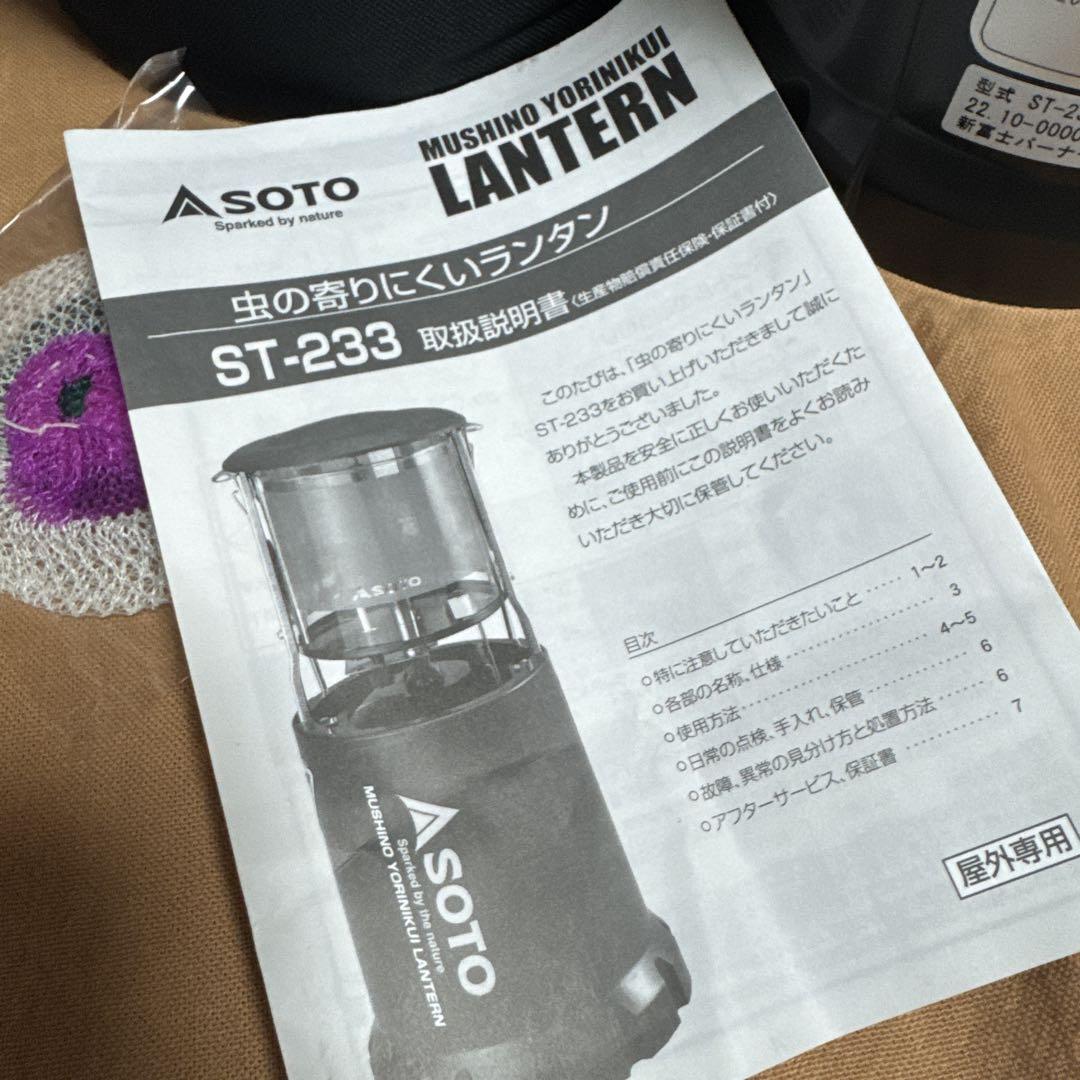 MUSHINO YORINIKUI
LANTERN
SOTO
Sparked by nature
虫の寄りにくいランタン
ST-233 取扱説明書〈生産物賠償責任保険・保証書付〉
このたびは、「虫の寄りにくいランタン」
ST-233をお買い上げいただきまして誠に
ありがとうございました。
本製品を安全に正しくお使いいただくた
めに、ご使用前にこの説明書をよくお読み
いただき大切に保管してください。
目次
○特に注意していただきたいこと ・・・・・ 1〜2
○各部の名称、仕様 ・・・・・・・・・・・・・・・・・・・・ 3
○使用方法 ・・・・・・・・・・・・・・・・・・・・・・・・・ 4〜5
○日常の点検、手入れ、保管 ・・・・・・・・・・・・・ 6
○故障、異常の見分け方と処置方法 ・・・・・・・ 6
○アフターサービス、保証書 ・・・・・・・・・・・・・ 7
屋外専用
SOTO
SOTO
Sparked by the nature
MUSHINO YORINIKUI LANTERN
型式 ST-23
22.10-0000
新富士バーナー